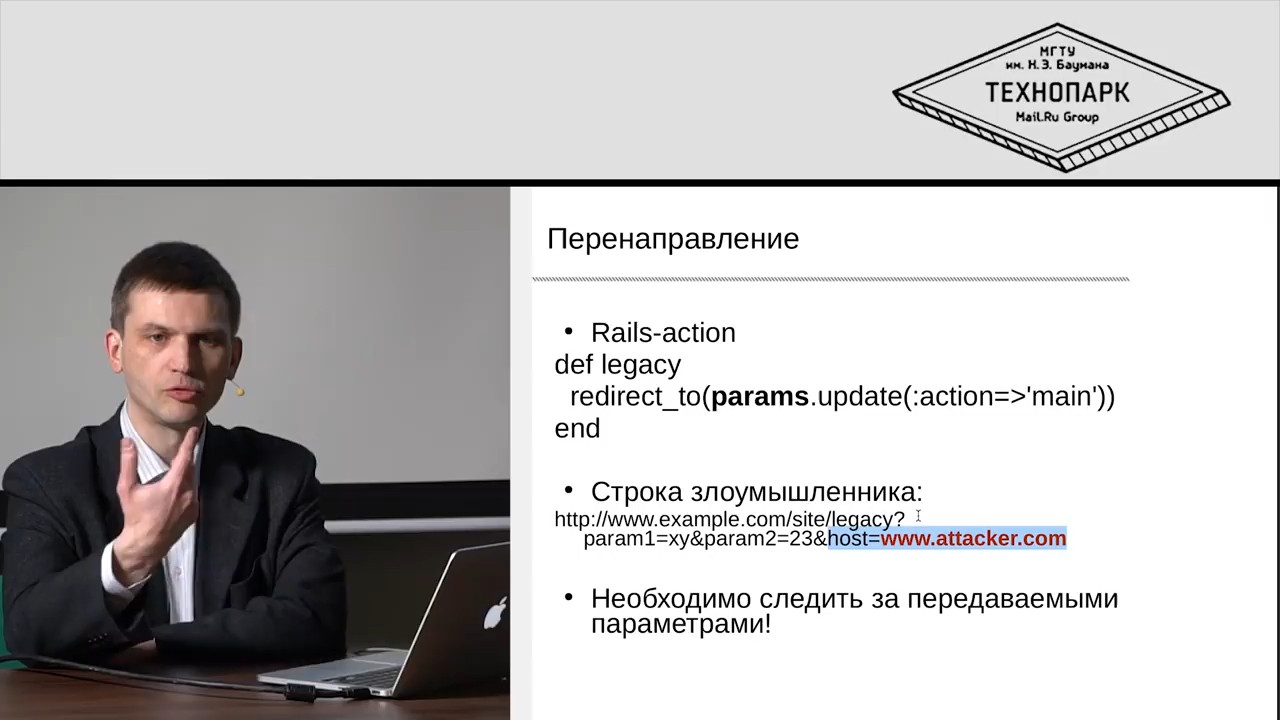 МГТУ
им. Н.Э. Баумана
ТЕХНОПАРК
Mail.Ru Group
Перенаправление
• Rails-action
def legacy
redirect_to(params.update(:action=>'main'))
end
• Строка злоумышленника:
http://www.example.com/site/legacy?
param1=xy&param2=23&host=www.attacker.com
• Необходимо следить за передаваемыми
параметрами!